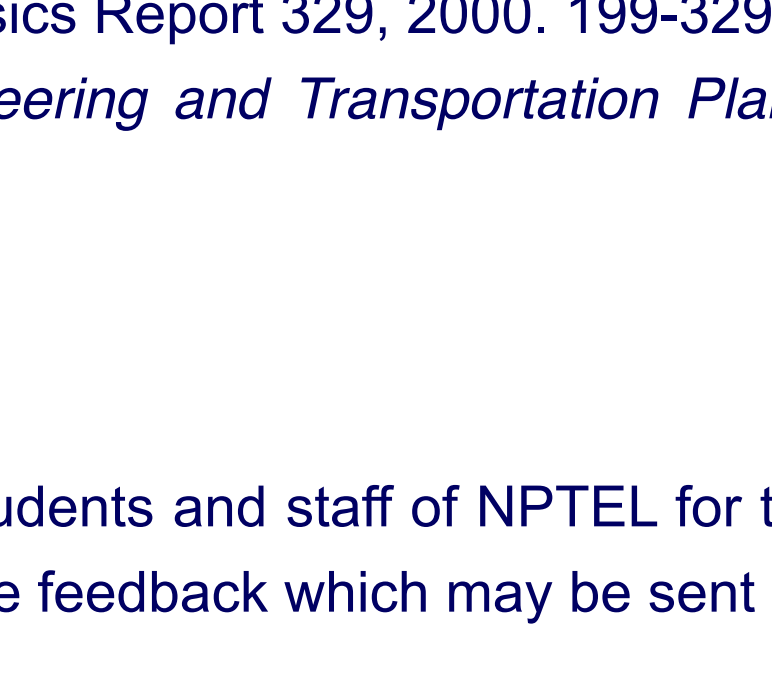 sics Report 329, 2000. 199-329
eering and Transportation Plan
udents and staff of NPTEL for t
e feedback which may be sent